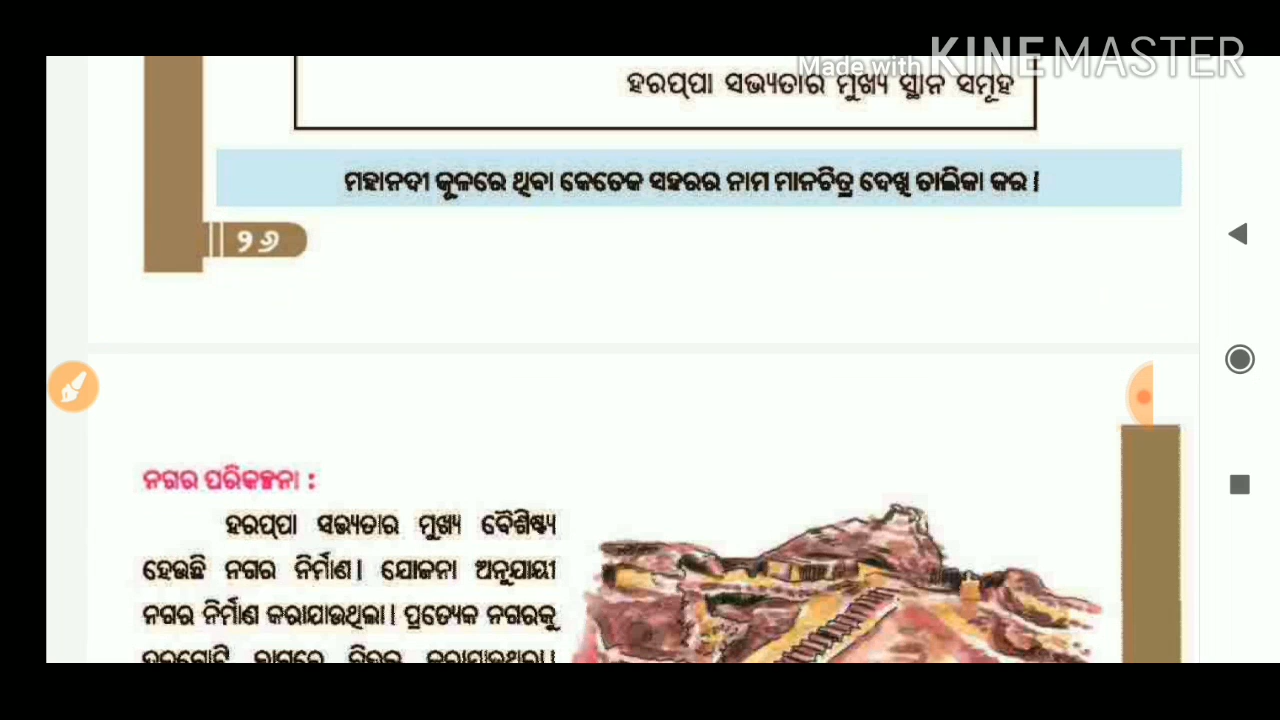 Made with KINEMASTER
ହରପ୍‌ପା ସଭ୍ୟତାର ମୁଖ୍ୟ ସ୍ଥାନ ସମୂହ
ମହାନଦୀ କୂଳରେ ଥିବା କେତେକ ସହରର ନାମ ମାନଚିତ୍ର ଦେଖି ତାଲିକା କର ।
୨୬
ନଗର ପରିକଳ୍ପନା :
ହରପ୍‌ପା ସଭ୍ୟତାର ମୁଖ୍ୟ ବୈଶିଷ୍ଟ୍ୟ
ହେଉଛି ନଗର ନିର୍ମାଣ। ଯୋଜନା ଅନୁଯାୟୀ
ନଗର ନିର୍ମାଣ କରାଯାଉଥିଲା। ପ୍ରତ୍ୟେକ ନଗରକୁ